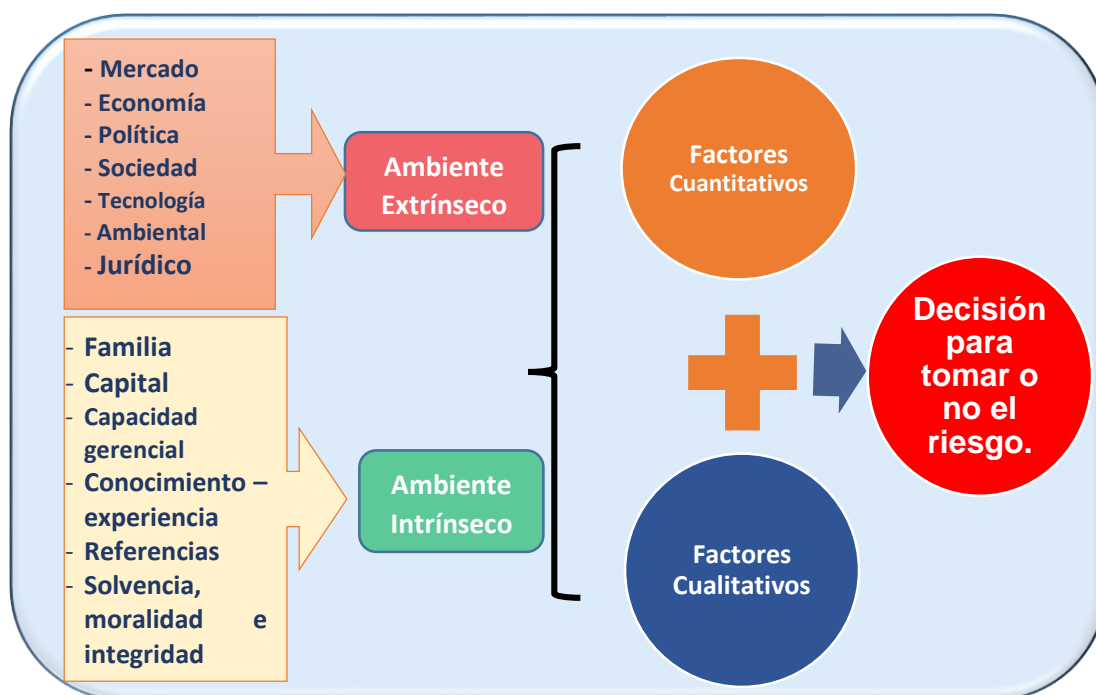 - Mercado
- Economía
- Política
- Sociedad
- Tecnología
- Ambiental
- Jurídico
Ambiente
Extrínseco
- Familia
- Capital
- Capacidad
gerencial
- Conocimiento –
experiencia
- Referencias
- Solvencia,
moralidad e
integridad
Ambiente
Intrínseco
Factores
Cuantitativos
Factores
Cualitativos
Decisión
para
tomar o
no el
riesgo.